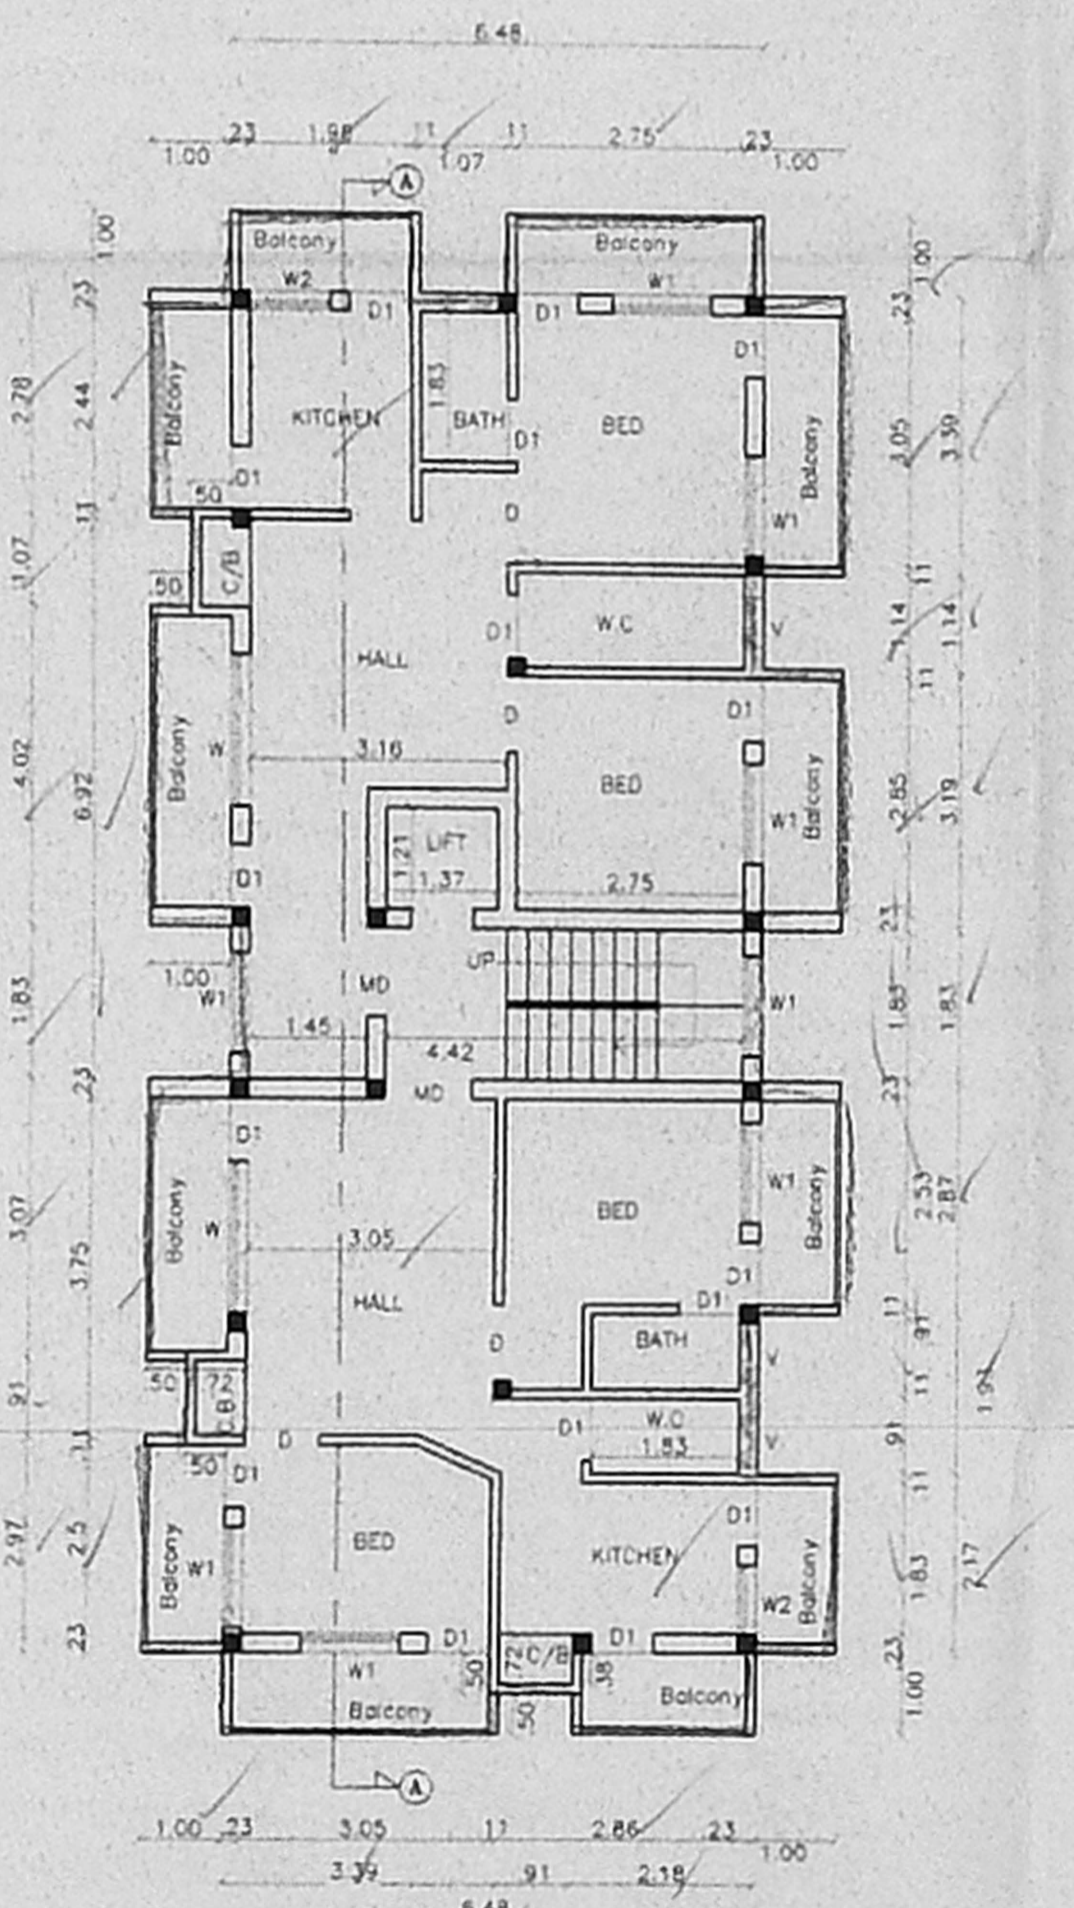 6.48
.23 1.98 .11 .11 2.75 .23
1.00 1.07 1.00
A
1.00
Balcony Balcony
1.00
W2 W1
.23 D1 D1 .23
D1
2.78 2.44 Balcony KITCHEN 1.83 BATH D1 BED Balcony 3.05 3.39
.50 D1
.11 D W1
1.07 .50 C/B .11
D1 W.C V 1.14 1.14
HALL .11
D D1
4.02 6.92 Balcony W 3.16
BED
1.21 LIFT W1 Balcony 2.85 3.19
D1 1.37 2.75
.23
UP
1.00 MD
1.83 W1 W1 1.83 1.83
1.45 4.42
.23 MD .23
D1
3.07 3.75 Balcony W BED W1 Balcony 2.53 2.87
3.05
D1
HALL D1 .11
D BATH V .91
.91 .50 .72 .11
C.B D1 W.C 1.94
.11 D 1.83 V .91
.50 D1 .11
D1
2.97 2.5 Balcony W1 BED KITCHEN Balcony 1.83 2.17
W2
.23 D1 D1 .23
W1 .50 .72 C/B .38
Balcony .50 Balcony 1.00
A
1.00 .23 3.05 .11 2.86 .23
1.00
3.39 .91 2.18
6.48